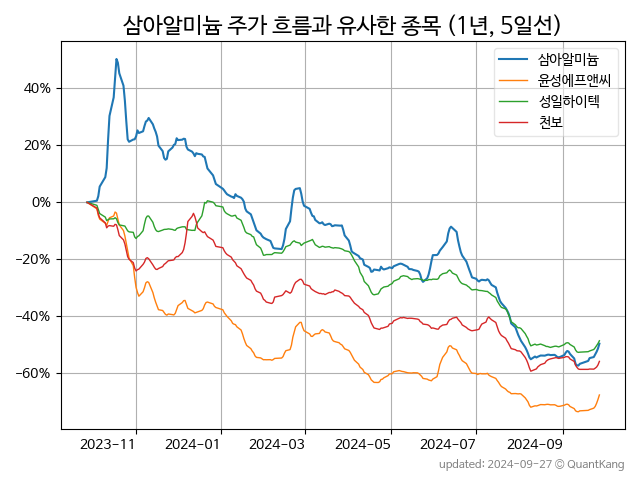 삼아알미늄 주가 흐름과 유사한 종목 (1년, 5일선)
삼아알미늄
윤성에프앤씨
성일하이텍
천보
40%
20%
0%
−20%
−40%
−60%
2023-11
2024-01
2024-03
2024-05
2024-07
2024-09
updated: 2024-09-27 © QuantKang